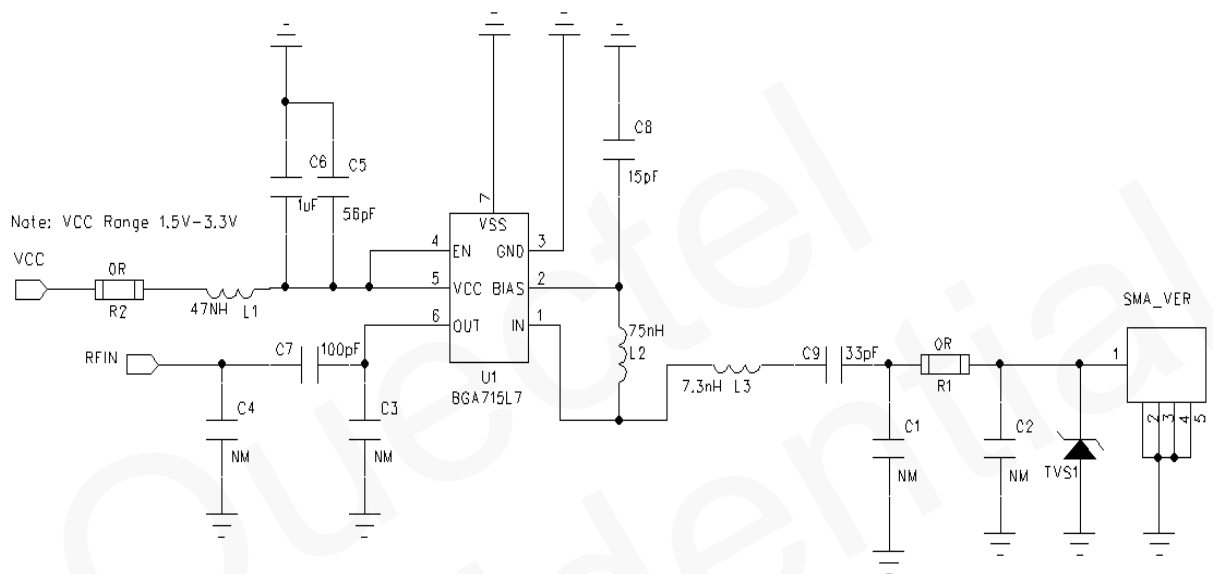 C8
15pF
C6
C5
1uF
56pF
7
VSS
Note: VCC Range 1.5V-3.3V
4
EN
GND
3
VCC
0R
R2
47NH
L1
5
VCC
BIAS
2
6
OUT
IN
1
75nH
L2
SMA_VER
RFIN
C7
100pF
U1
BGA715L7
7.3nH
L3
C9
33pF
0R
R1
1
2
3
4
5
C4
NM
C3
NM
C1
NM
C2
NM
TVS1
Quectel